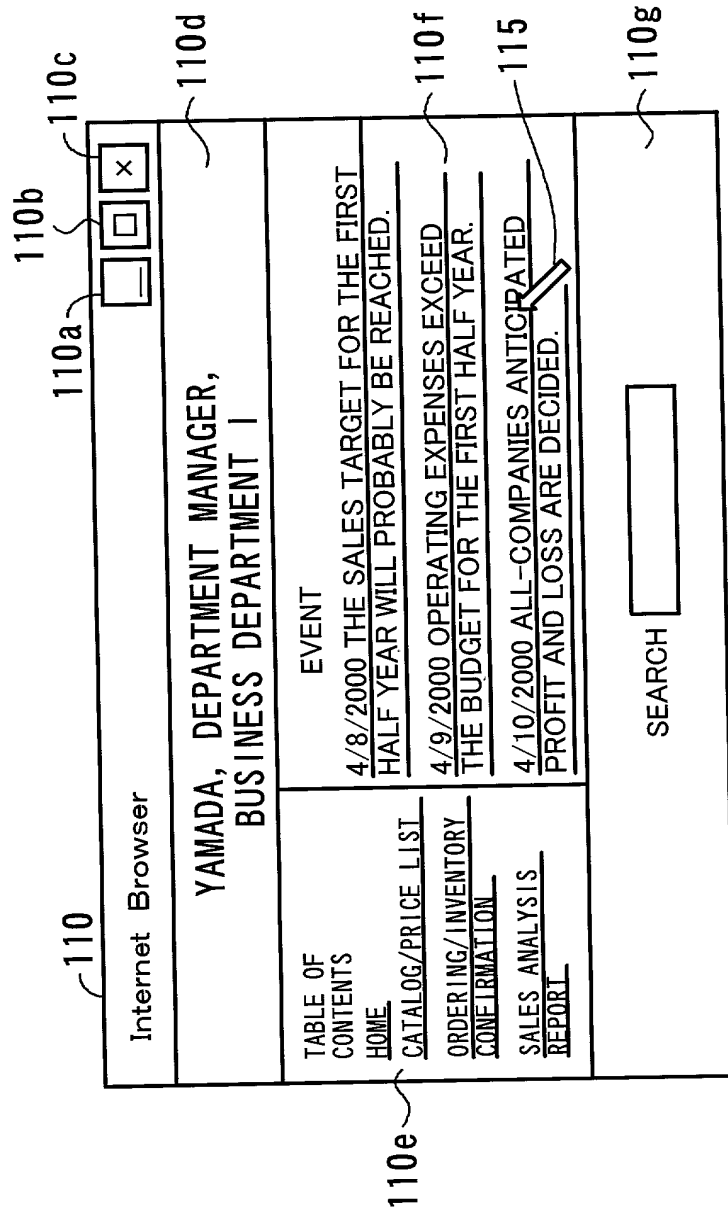 110
110a
110b
110c
Internet Browser
110d
YAMADA, DEPARTMENT MANAGER,
BUSINESS DEPARTMENT I
110e
TABLE OF
CONTENTS
HOME
CATALOG/PRICE LIST
ORDERING/INVENTORY
CONFIRMATION
SALES ANALYSIS
REPORT
EVENT
4/8/2000 THE SALES TARGET FOR THE FIRST
HALF YEAR WILL PROBABLY BE REACHED.
4/9/2000 OPERATING EXPENSES EXCEED
THE BUDGET FOR THE FIRST HALF YEAR.
4/10/2000 ALL-COMPANIES ANTICIPATED
PROFIT AND LOSS ARE DECIDED.
110f
115
SEARCH
110g